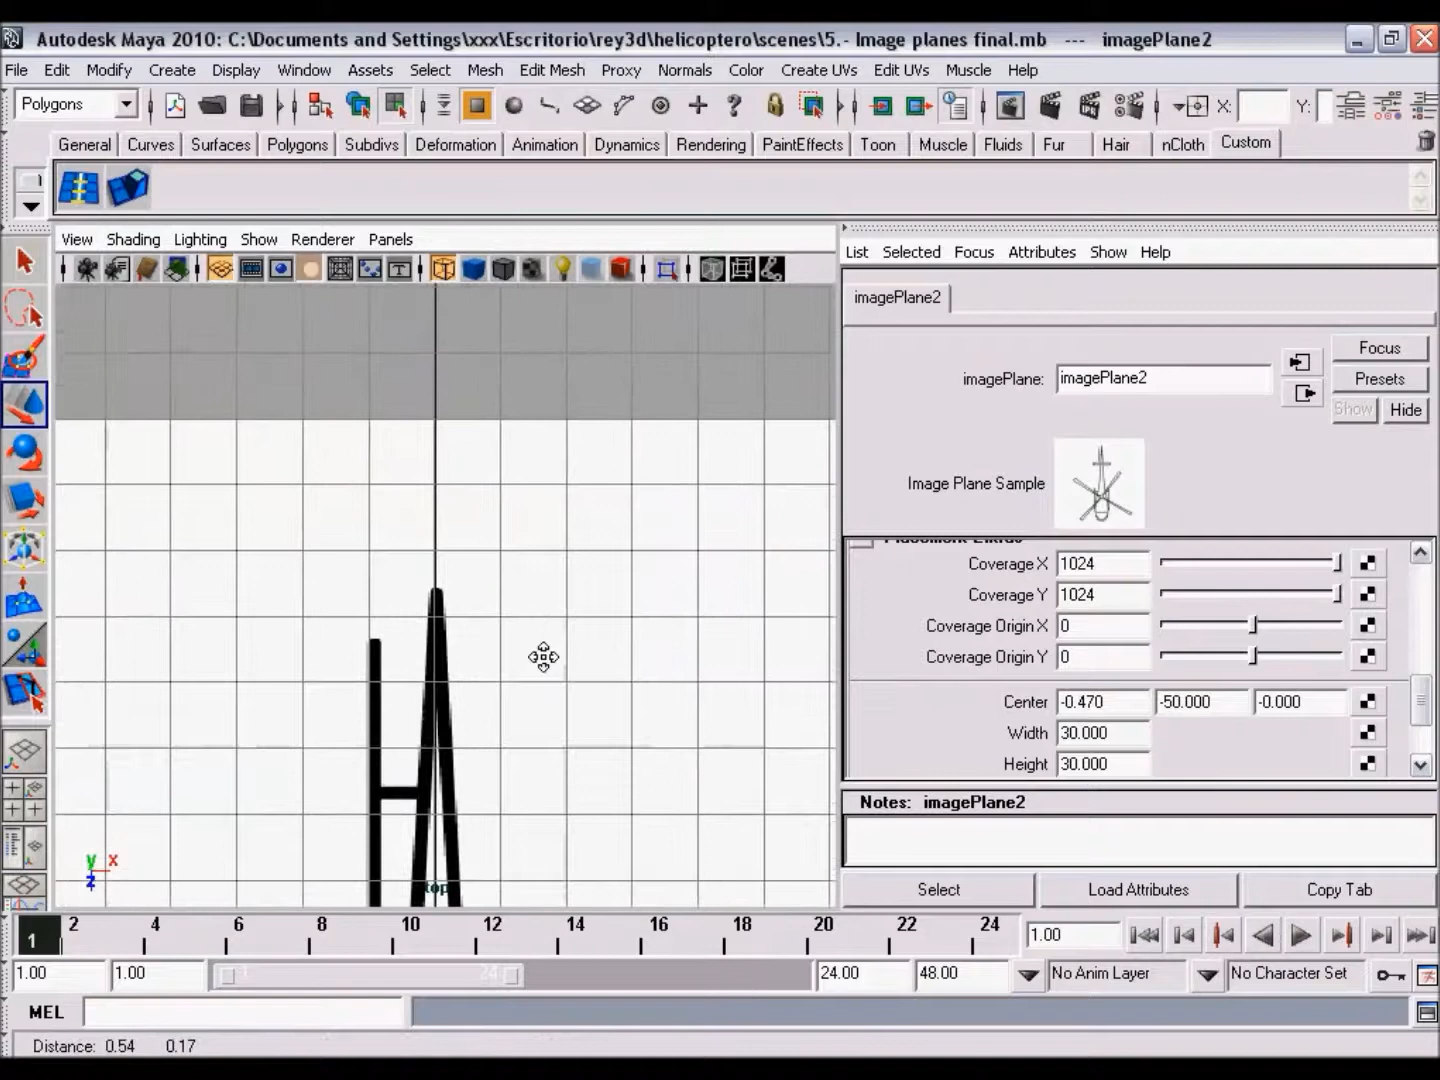 Autodesk Maya 2010: C:\Documents and Settings\xxx\Escritorio\rey3d\helicoptero\scenes\5.- Image planes final.mb --- imagePlane2
File Edit Modify Create Display Window Assets Select Mesh Edit Mesh Proxy Normals Color Create UVs Edit UVs Muscle Help
Polygons X: Y:
General Curves Surfaces Polygons Subdivs Deformation Animation Dynamics Rendering PaintEffects Toon Muscle Fluids Fur Hair nCloth Custom
View Shading Lighting Show Renderer Panels
List Selected Focus Attributes Show Help
imagePlane2
imagePlane: imagePlane2
Focus
Presets
Show Hide
Image Plane Sample
Placement Extras
Coverage X 1024
Coverage Y 1024
Coverage Origin X 0
Coverage Origin Y 0
Center -0.470 -50.000 -0.000
Width 30.000
Height 30.000
Notes: imagePlane2
Select Load Attributes Copy Tab
y x
z
top
1 2 4 6 8 10 12 14 16 18 20 22 24 1.00
1.00 1.00 1 24 24.00 48.00 No Anim Layer No Character Set
MEL
Distance: 0.54 0.17